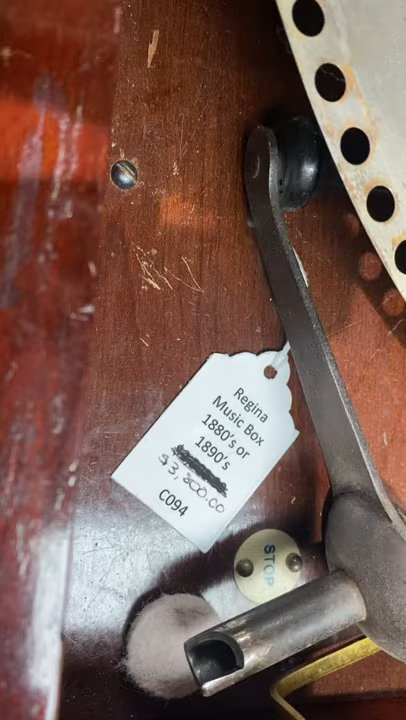 Regina
Music Box
1880's or
1890's
$3,800.00
C094
STOP